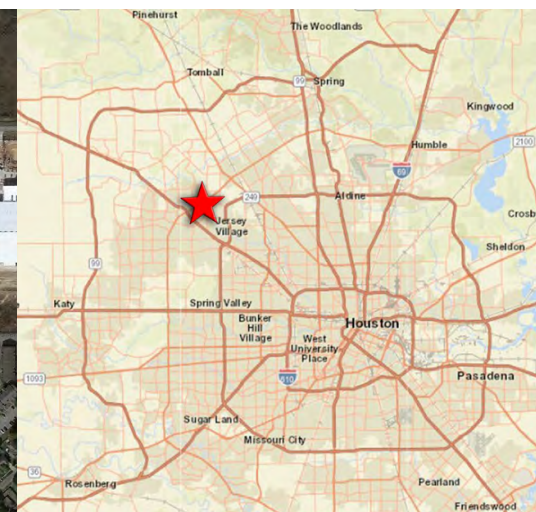 Pinehurst
The Woodlands
Tomball
99
Spring
Kingwood
Humble
2100
69
Aldine
249
Jersey
Village
Crosb
Sheldon
99
Katy
Spring Valley
Bunker
Hill
Village
West
University
Place
Houston
610
Pasadena
1093
Sugar Land
Missouri City
36
Rosenberg
Pearland
Friendswood